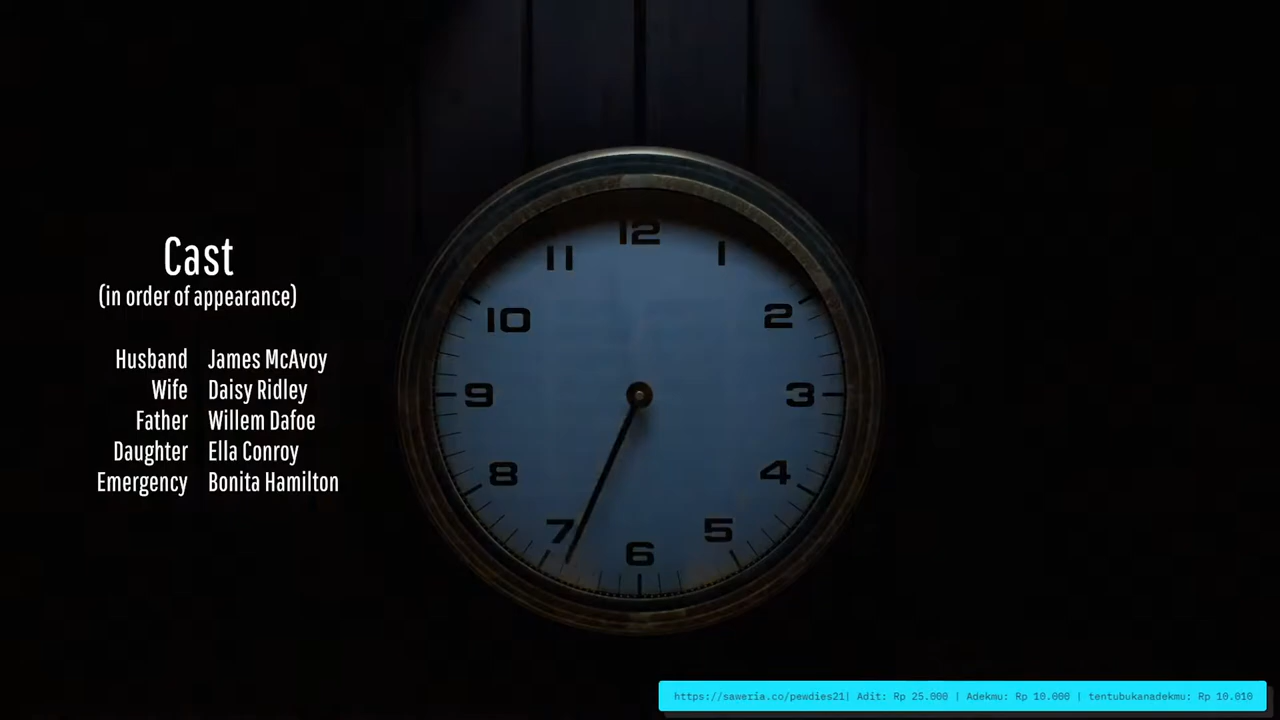 Cast
(in order of appearance)
Husband James McAvoy
Wife Daisy Ridley
Father Willem Dafoe
Daughter Ella Conroy
Emergency Bonita Hamilton
12
11 1
10 2
9 3
8 4
7 5
6
https://saweria.co/pewdies21| Adit: Rp 25.000 | Adekmu: Rp 10.000 | tentubukanadekmu: Rp 10.010